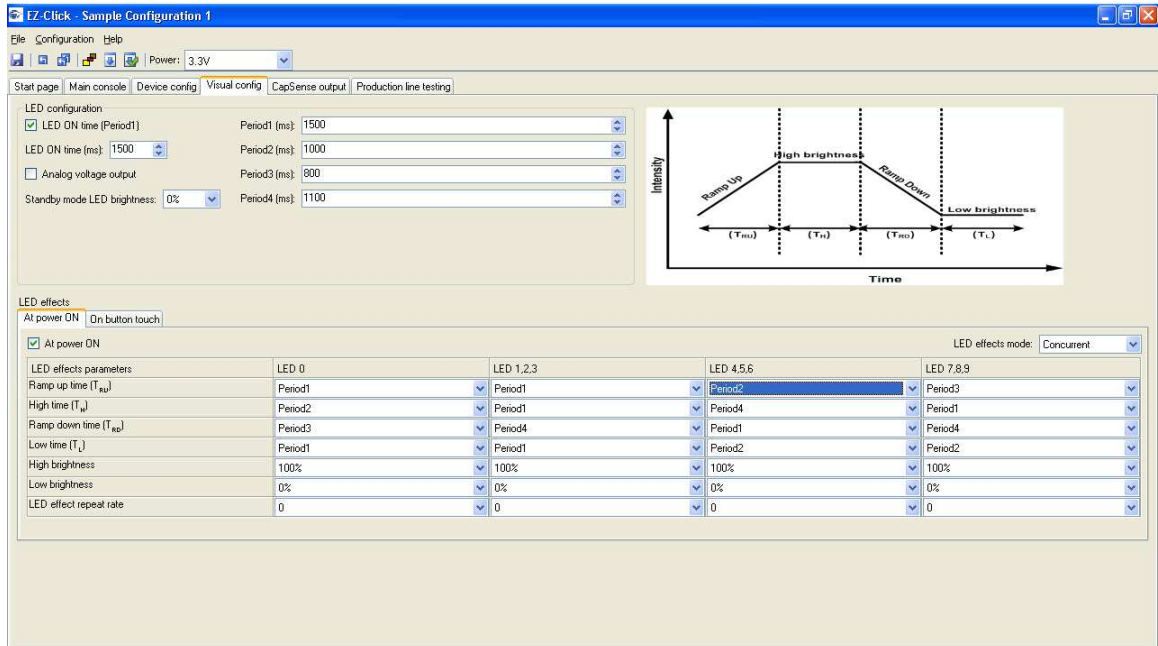 EZ-Click - Sample Configuration 1
File Configuration Help
Power: 3.3V
Start page Main console Device config Visual config CapSense output Production line testing
LED configuration
LED ON time (Period1) Period1 (ms): 1500
LED ON time (ms): 1500 Period2 (ms): 1000
Analog voltage output Period3 (ms): 800
Standby mode LED brightness: 0% Period4 (ms): 1100
Intensity
High brightness
Ramp Up
Ramp Down
Low brightness
(TRU) (TH) (TRD) (TL)
Time
LED effects
At power ON On button touch
At power ON LED effects mode: Concurrent
LED effects parameters LED 0 LED 1,2,3 LED 4,5,6 LED 7,8,9
Ramp up time (TRU) Period1 Period1 Period2 Period3
High time (TH) Period2 Period1 Period4 Period1
Ramp down time (TRD) Period3 Period4 Period1 Period4
Low time (TL) Period1 Period1 Period2 Period2
High brightness 100% 100% 100% 100%
Low brightness 0% 0% 0% 0%
LED effect repeat rate 0 0 0 0